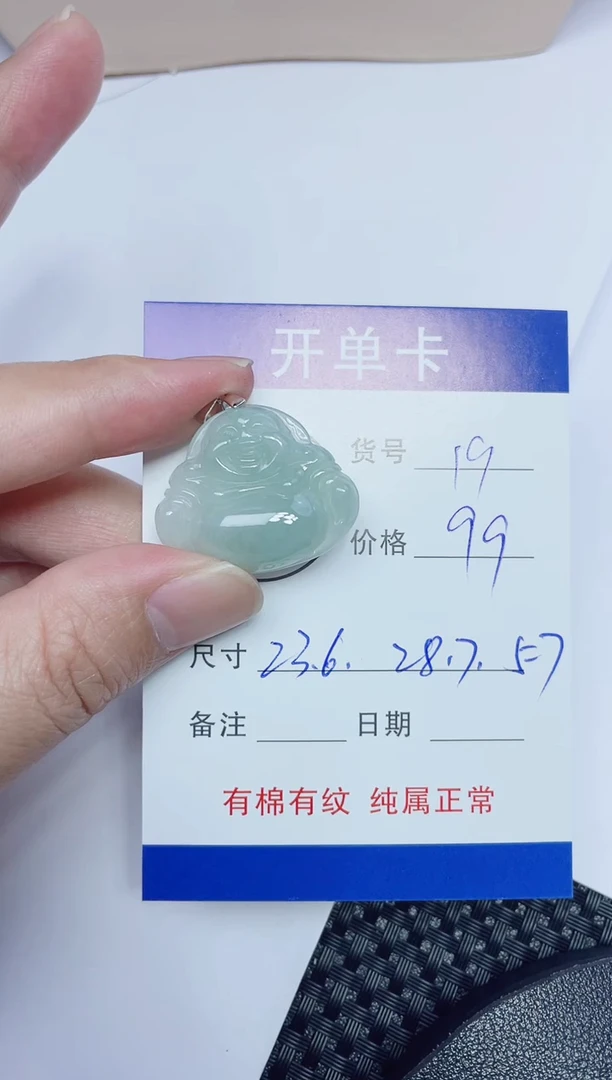 开单卡
货号 19
价格 99
尺寸 23.6. 28.7. 5.7
备注 日期
有棉有纹 纯属正常